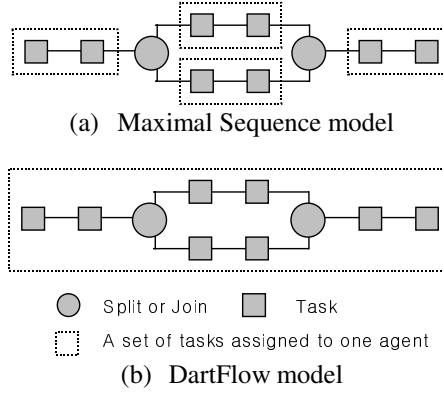 (a) Maximal Sequence model
Split or Join Task
A set of tasks assigned to one agent
(b) DartFlow model